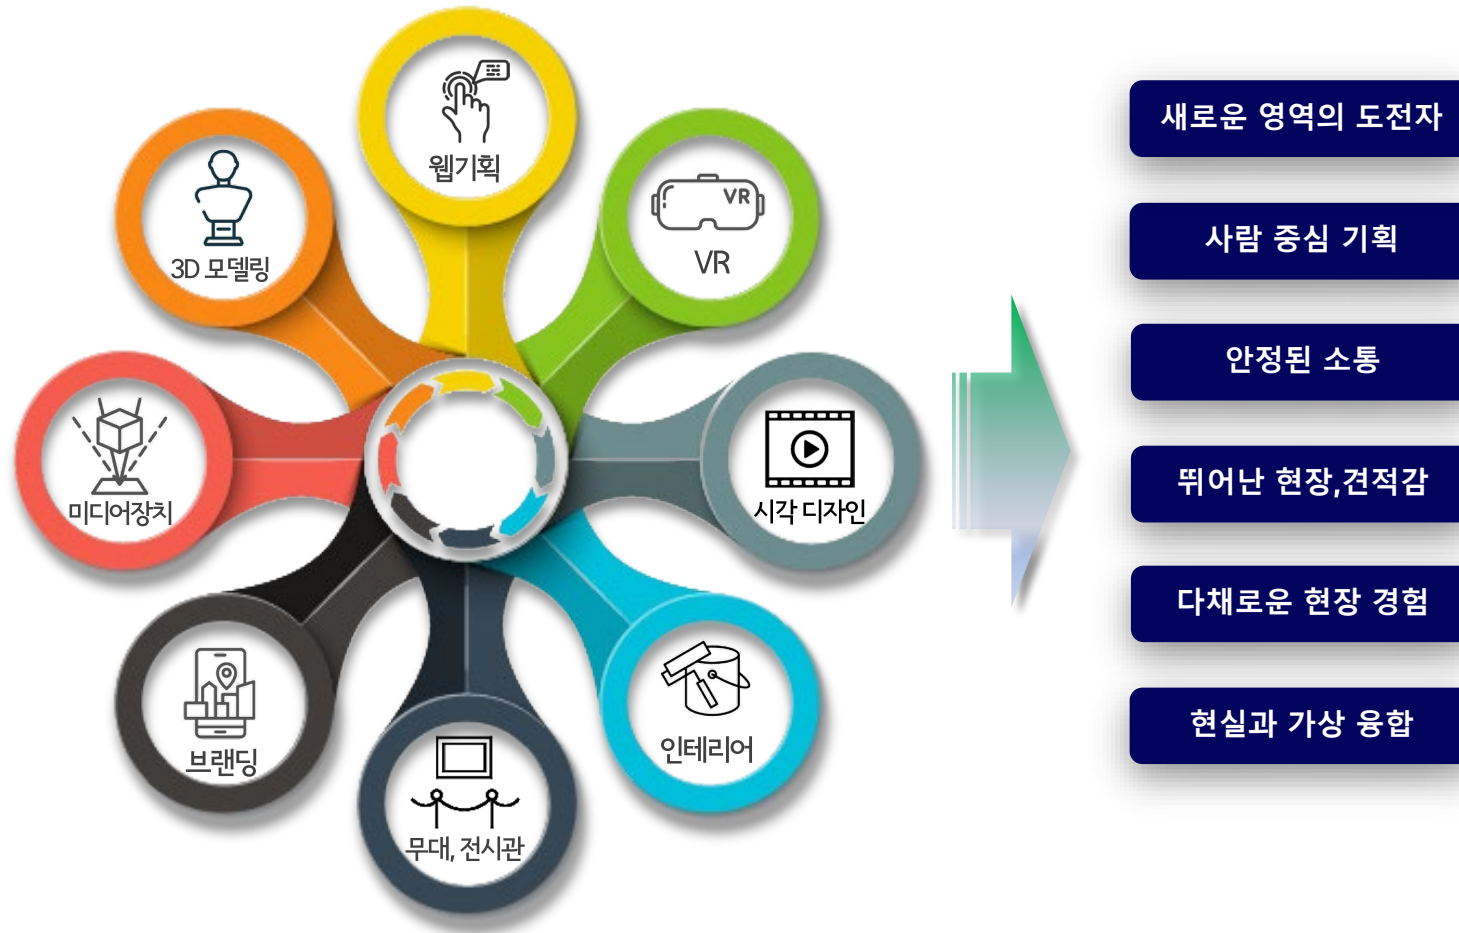 웹기획
VR
VR
시각 디자인
인테리어
무대, 전시관
브랜딩
미디어장치
3D 모델링
새로운 영역의 도전자
사람 중심 기획
안정된 소통
뛰어난 현장,견적감
다채로운 현장 경험
현실과 가상 융합